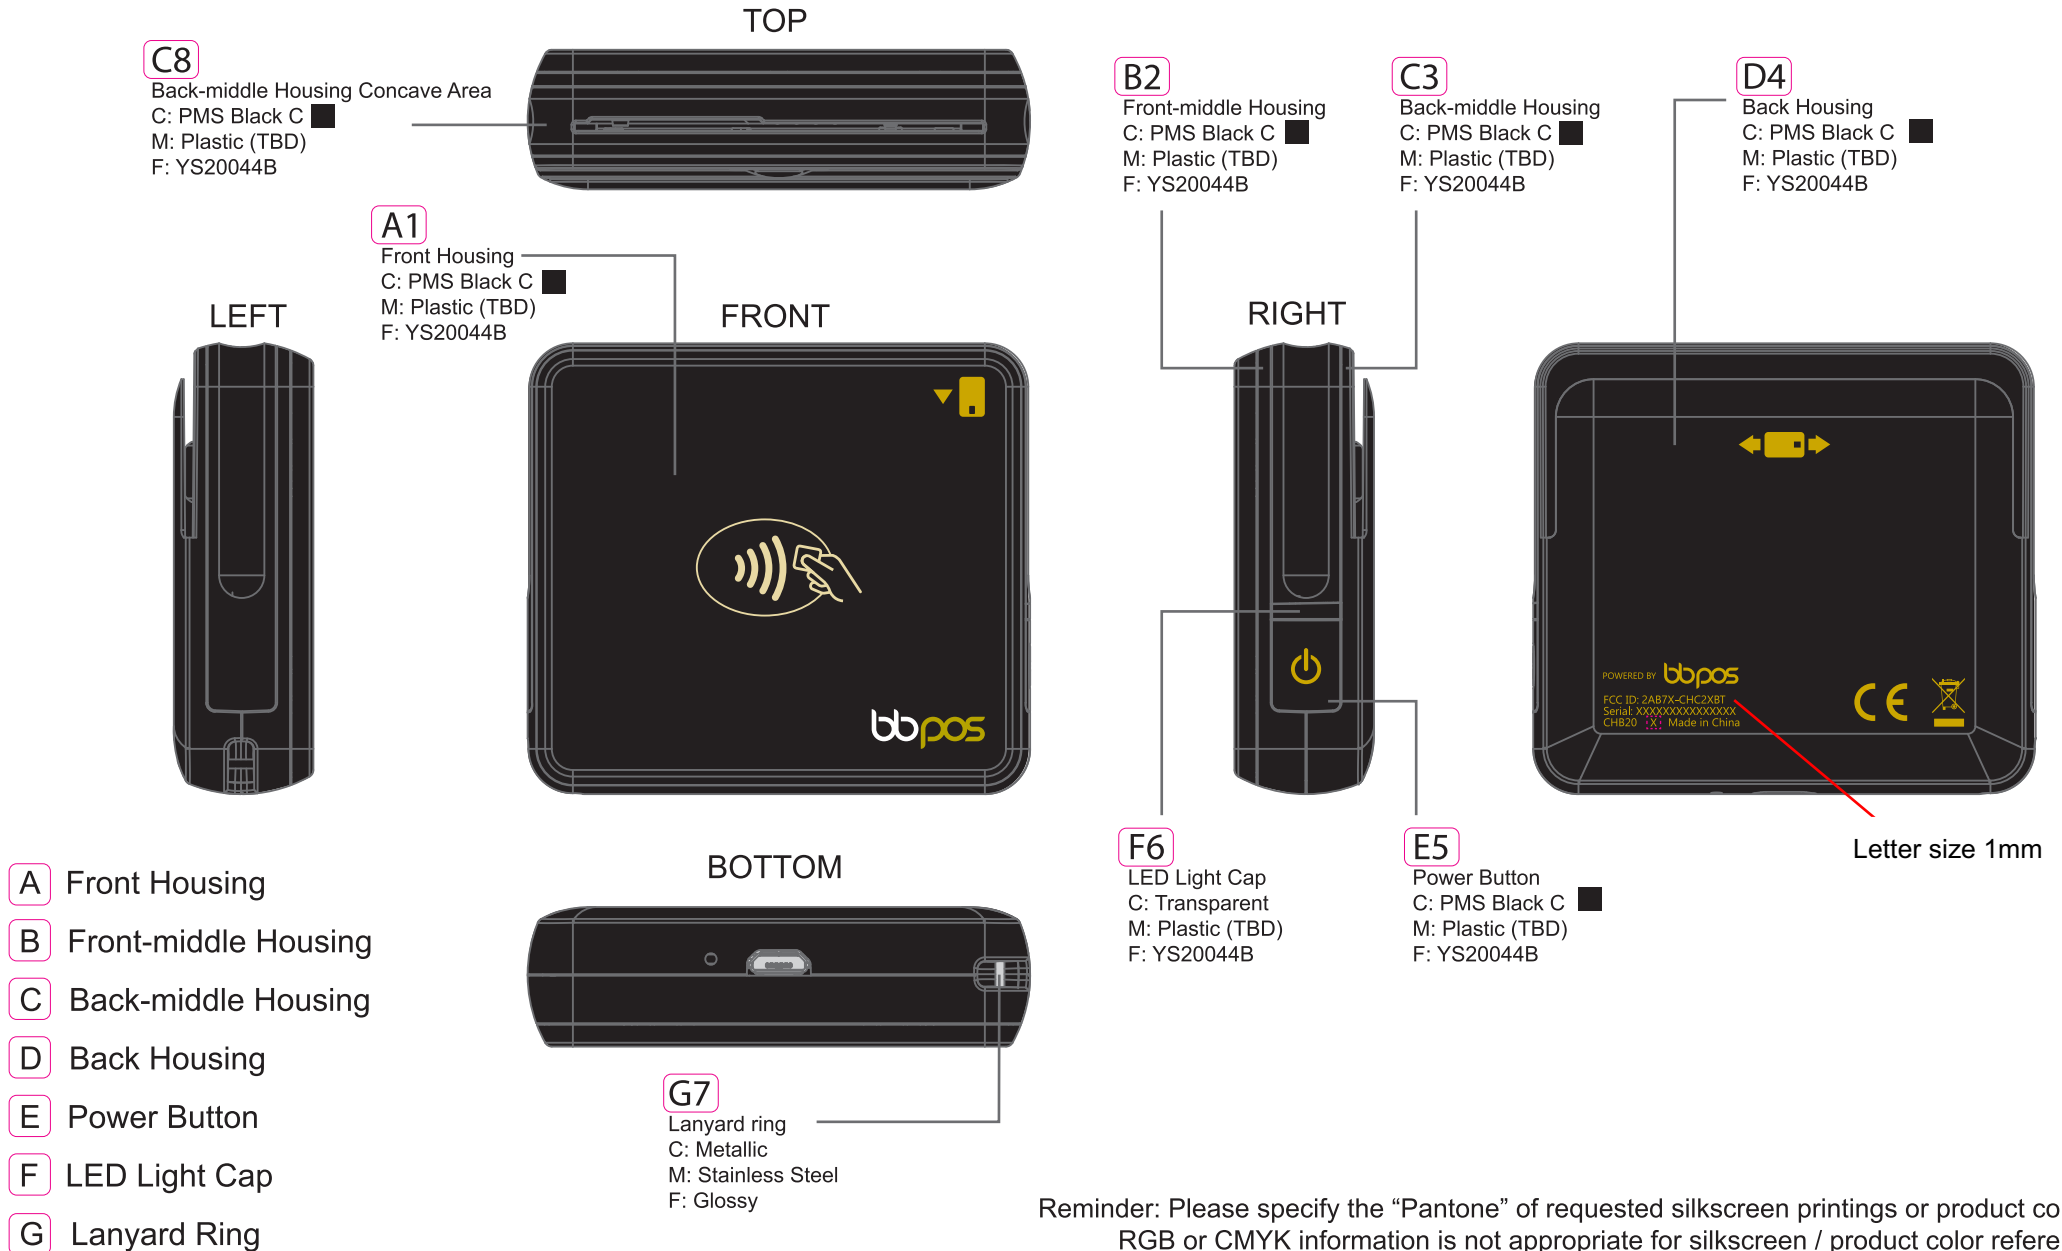 TOP
C8
Back-middle Housing Concave Area
C: PMS Black C
M: Plastic (TBD)
F: YS20044B
B2
Front-middle Housing
C: PMS Black C
M: Plastic (TBD)
F: YS20044B
C3
Back-middle Housing
C: PMS Black C
M: Plastic (TBD)
F: YS20044B
D4
Back Housing
C: PMS Black C
M: Plastic (TBD)
F: YS20044B
A1
Front Housing
C: PMS Black C
M: Plastic (TBD)
F: YS20044B
LEFT
FRONT
RIGHT
bbpos
POWERED BY bbpos
FCC ID: 2AB7X-CHC2XBT
Serial: XXXXXXXXXXXXXXX
CHB20 X Made in China
CE
Letter size 1mm
F6
LED Light Cap
C: Transparent
M: Plastic (TBD)
F: YS20044B
E5
Power Button
C: PMS Black C
M: Plastic (TBD)
F: YS20044B
BOTTOM
G7
Lanyard ring
C: Metallic
M: Stainless Steel
F: Glossy
A Front Housing
B Front-middle Housing
C Back-middle Housing
D Back Housing
E Power Button
F LED Light Cap
G Lanyard Ring
Reminder: Please specify the “Pantone” of requested silkscreen printings or product co
RGB or CMYK information is not appropriate for silkscreen / product color refere